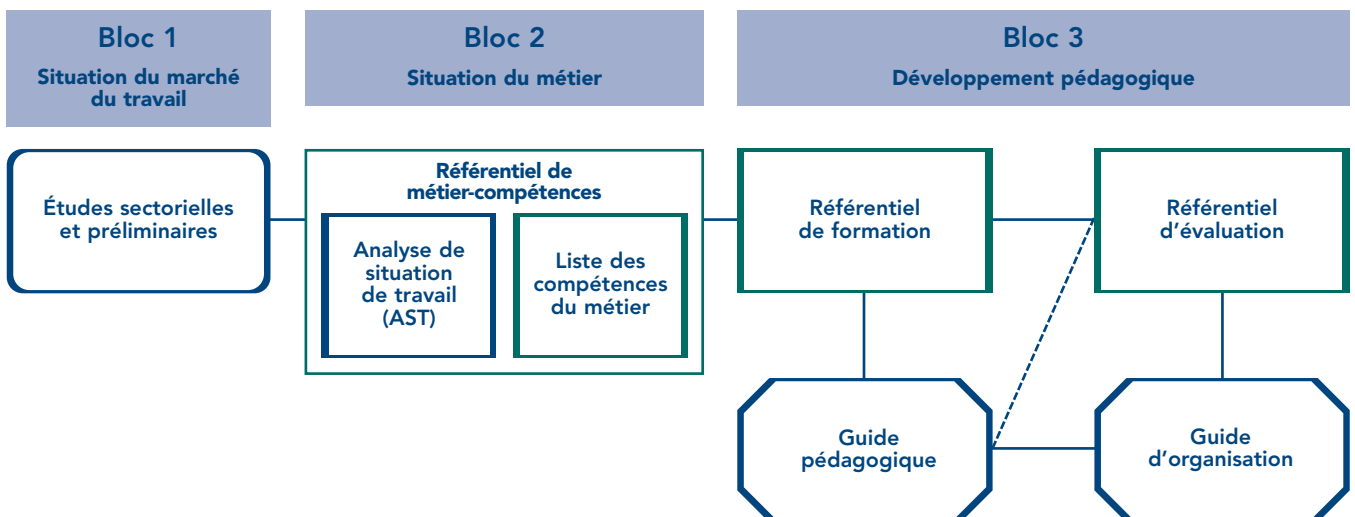 Bloc 1
Situation du marché
du travail
Bloc 2
Situation du métier
Bloc 3
Développement pédagogique
Études sectorielles
et préliminaires
Référentiel de
métier-compétences
Analyse de
situation
de travail
(AST)
Liste des
compétences
du métier
Référentiel
de formation
Référentiel
d’évaluation
Guide
pédagogique
Guide
d’organisation